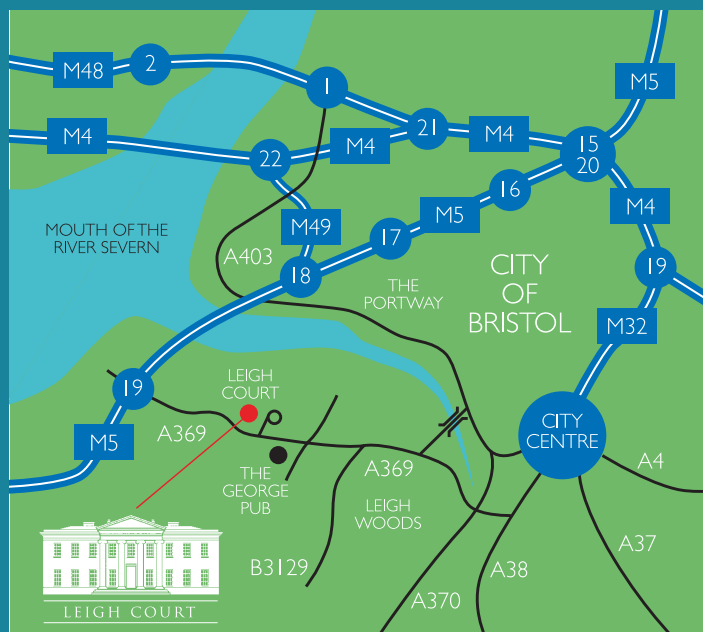 M48
2
1
M5
M4
22
M4
21
M4
15
20
16
M5
17
M49
18
M4
19
MOUTH OF THE
RIVER SEVERN
A403
THE
PORTWAY
CITY
OF
BRISTOL
M32
19
M5
A369
LEIGH
COURT
THE
GEORGE
PUB
A369
LEIGH
WOODS
CITY
CENTRE
A4
B3129
A370
A38
A37
LEIGH COURT